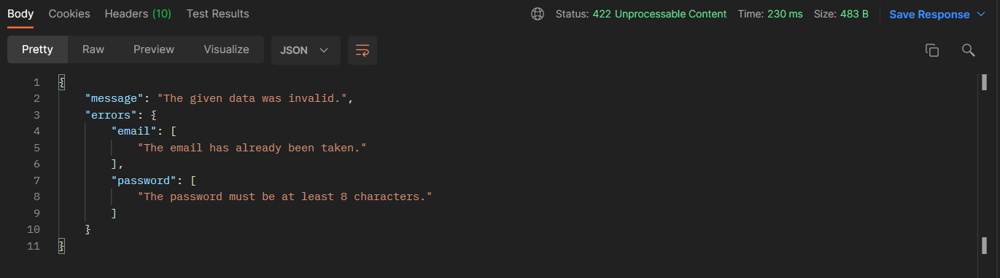 Body Cookies Headers (10) Test Results Status: 422 Unprocessable Content Time: 230 ms Size: 483 B Save Response
Pretty Raw Preview Visualize JSON
1 {
2 "message": "The given data was invalid.",
3 "errors": {
4 "email": [
5 "The email has already been taken."
6 ],
7 "password": [
8 "The password must be at least 8 characters."
9 ]
10 }
11 }